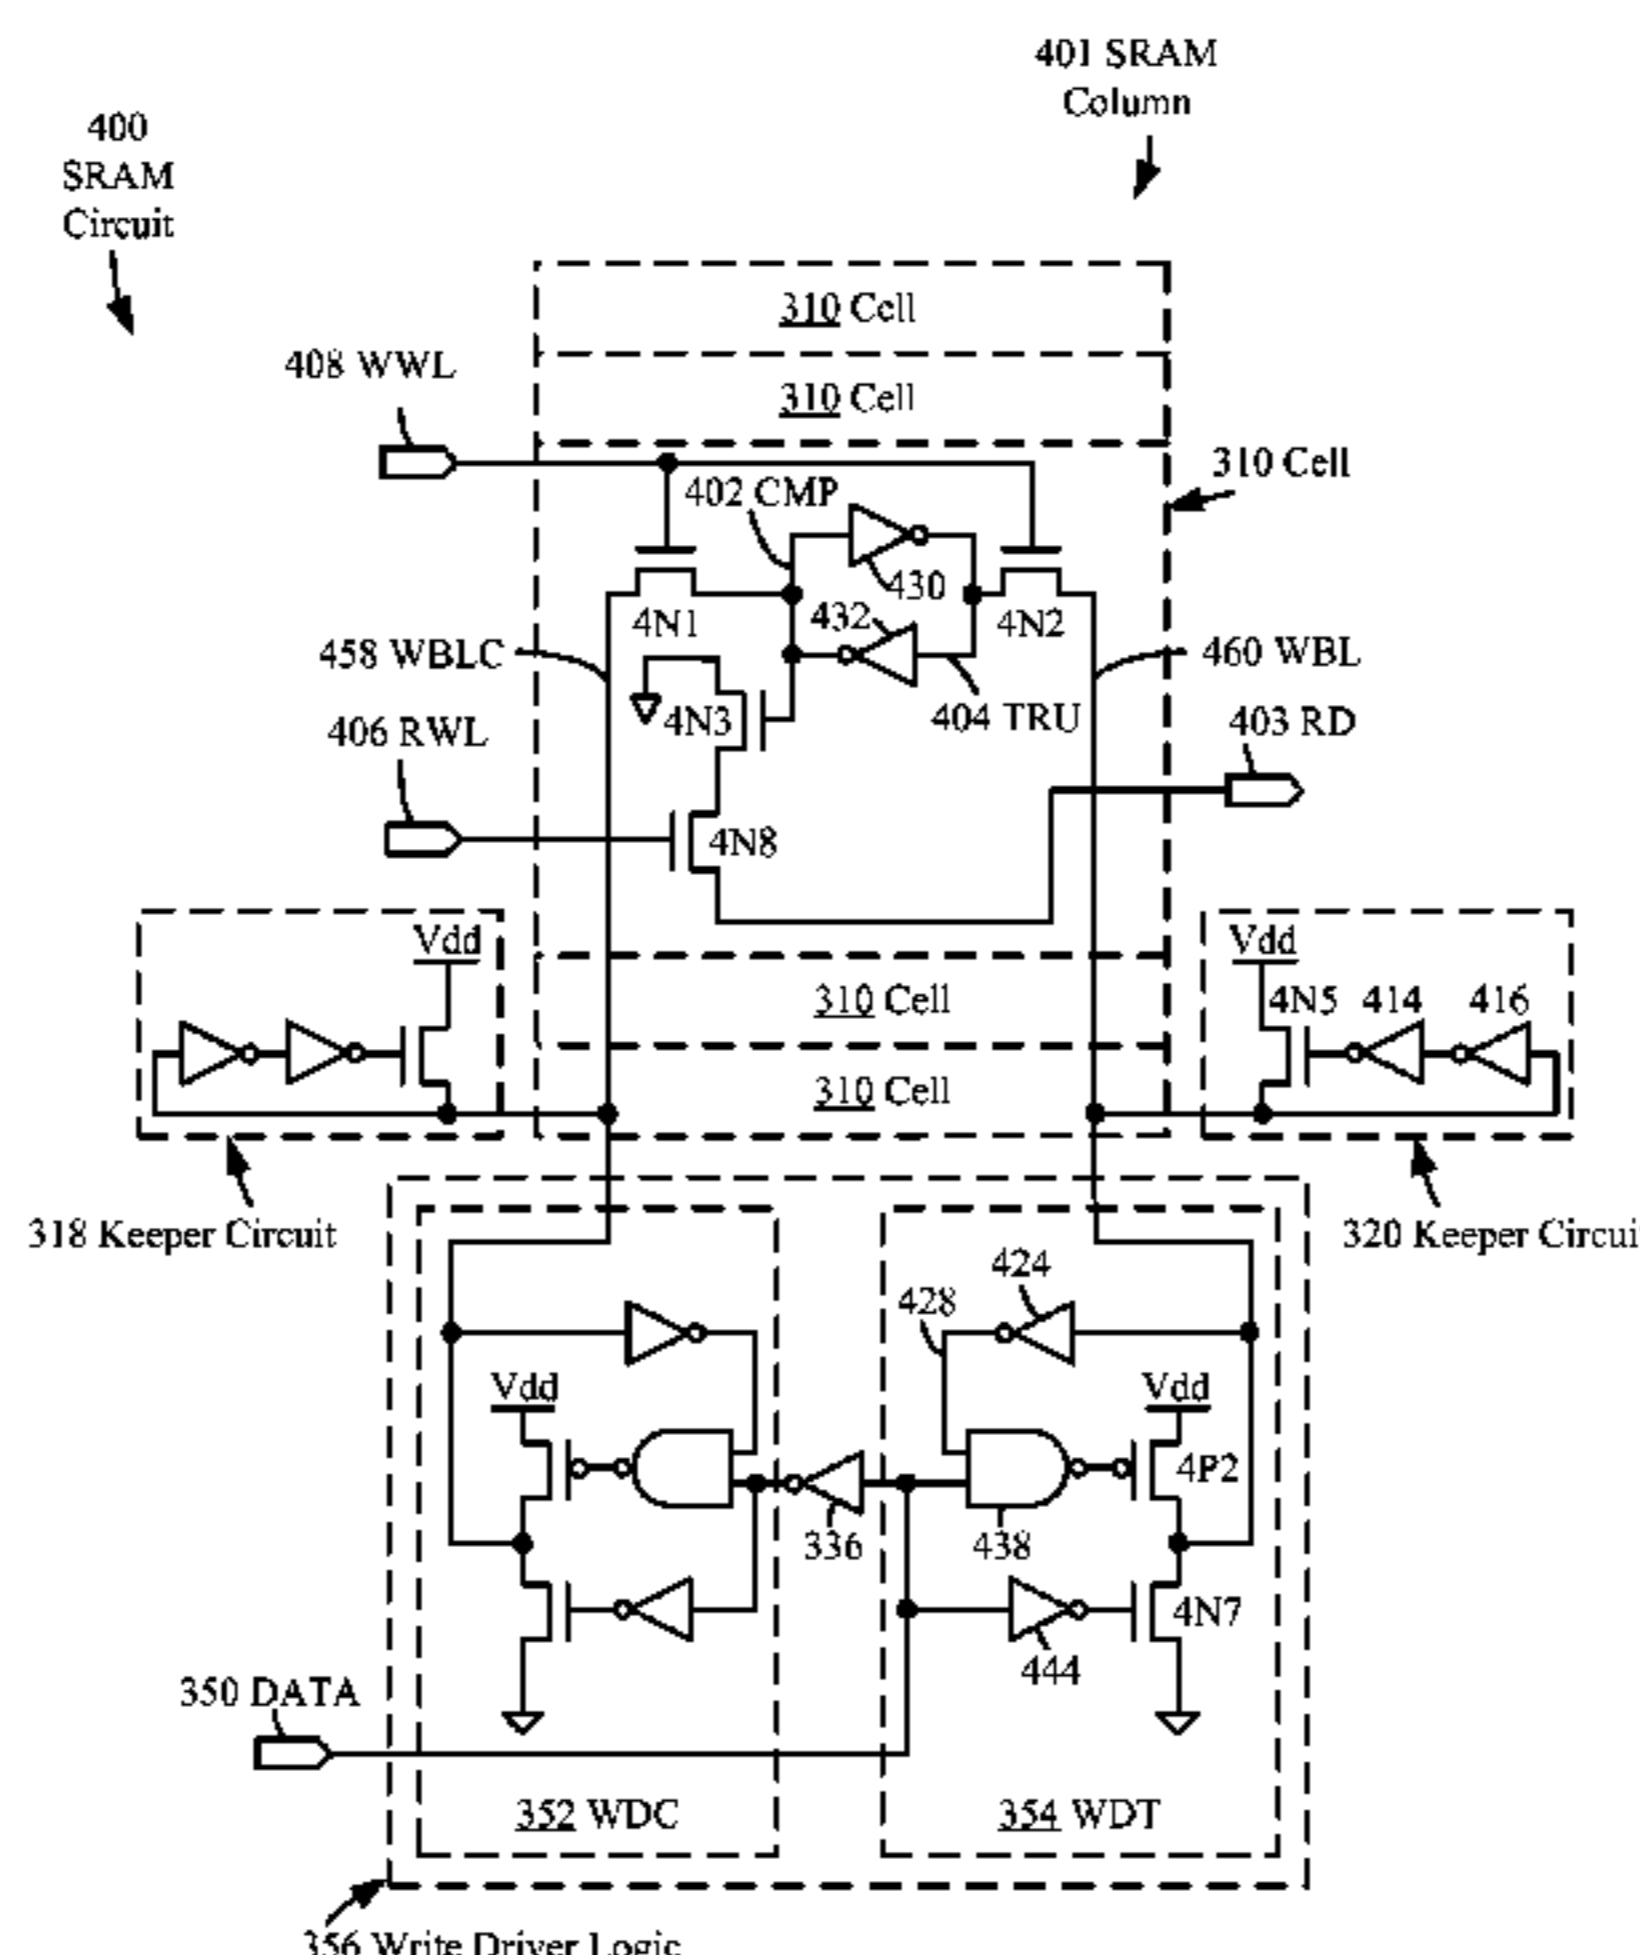 401 SRAM
Column
400
SRAM
Circuit
310 Cell
408 WWL
310 Cell
310 Cell
402 CMP
430
432
4N1
4N2
458 WBLC
460 WBL
4N3
404 TRU
403 RD
406 RWL
4N8
Vdd
Vdd
310 Cell
4N5 414 416
310 Cell
318 Keeper Circuit
320 Keeper Circui
424
428
Vdd
Vdd
4P2
336
438
4N7
444
350 DATA
352 WDC
354 WDT
356 Write Driver Logic